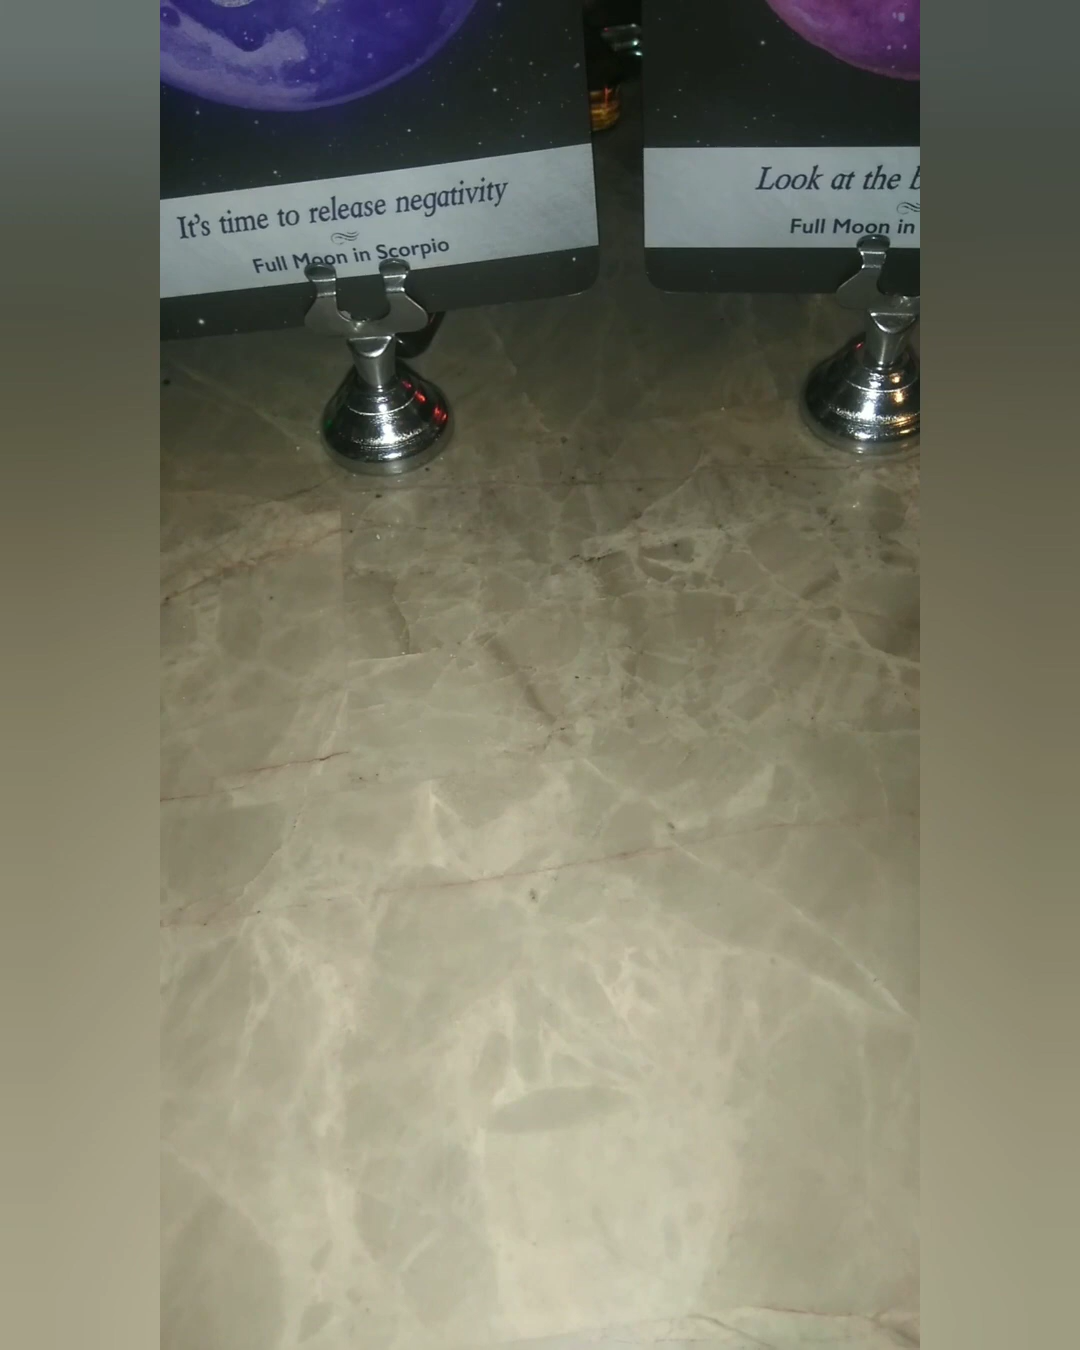 It's time to release negativity
Full Moon in Scorpio
Look at the
Full Moon in